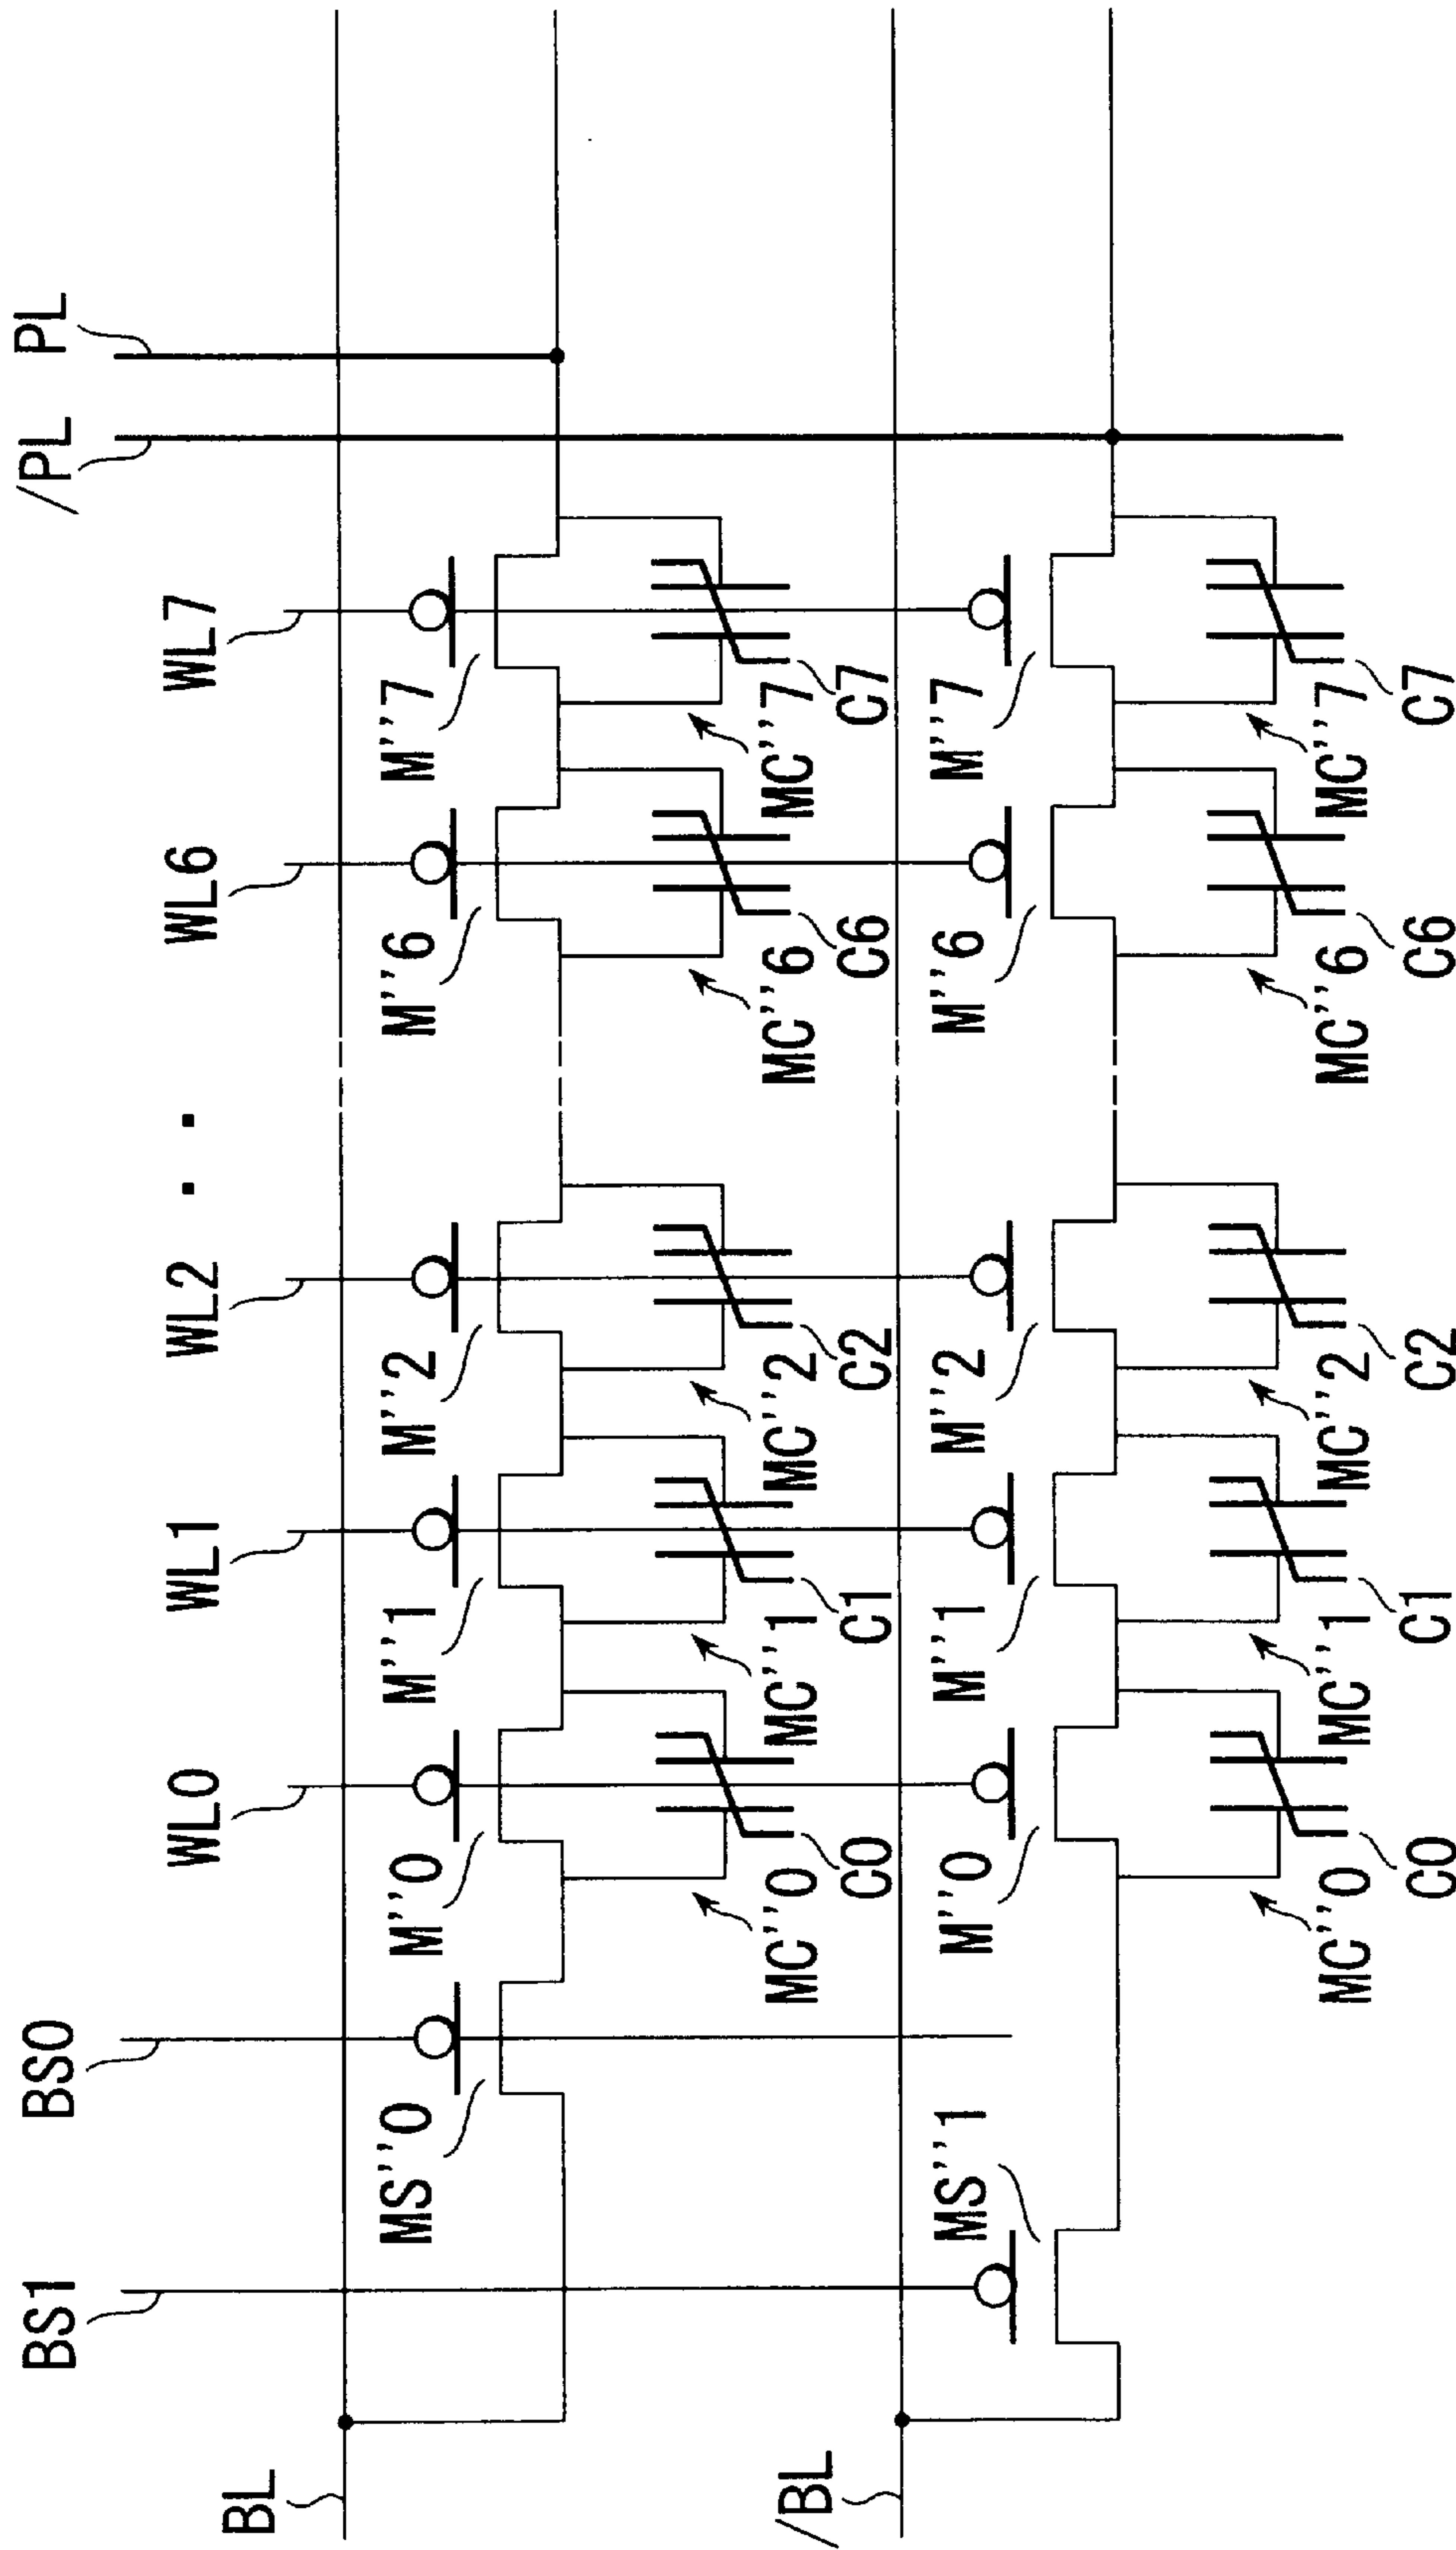 BS1 BS0 /PL PL
WL0 WL1 WL2 · · WL6 WL7
BL
MS''0 M''0 M''1 M''2 M''6 M''7
MC''0 MC''1 MC''2 MC''6 MC''7
/BL
C0 C1 C2 C6 C7
MS''1 M''0 M''1 M''2 M''6 M''7
MC''0 MC''1 MC''2 MC''6 MC''7
C0 C1 C2 C6 C7